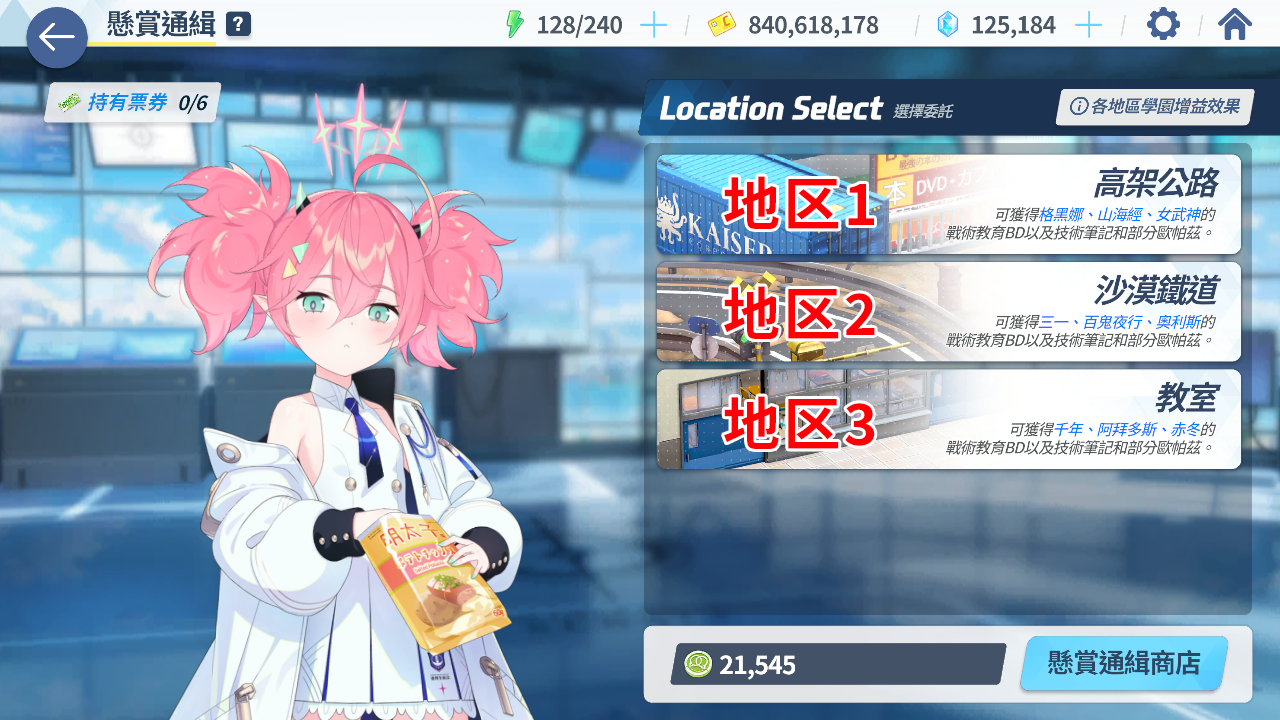 懸賞通緝 ?
128/240
840,618,178
125,184
持有票券 0/6
Location Select 選擇委託
各地區學園增益效果
KAISER
本 DVD・カ
地区1
高架公路
可獲得格黑娜、山海經、女武神的
戰術教育BD以及技術筆記和部分歐帕茲。
地区2
沙漠鐵道
可獲得三一、百鬼夜行、奧利斯的
戰術教育BD以及技術筆記和部分歐帕茲。
地区3
教室
可獲得千年、阿拜多斯、赤冬的
戰術教育BD以及技術筆記和部分歐帕茲。
明太子
21,545
懸賞通緝商店